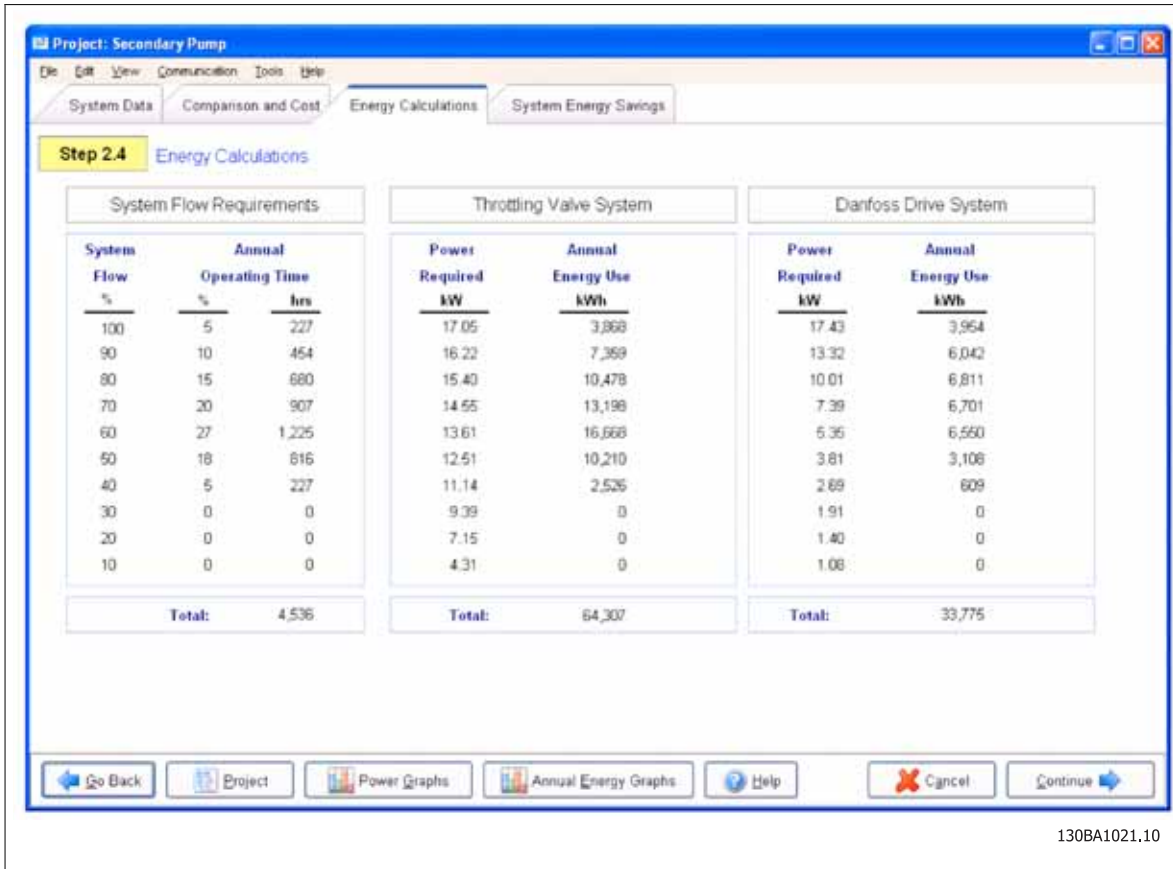 Project: Secondary Pump
File Edit View Communication Tools Help
System Data Comparison and Cost Energy Calculations System Energy Savings
Step 2.4 Energy Calculations
System Flow Requirements Throttling Valve System Danfoss Drive System
System Annual Power Annual Power Annual
Flow Operating Time Required Energy Use Required Energy Use
% % hrs kW kWh kW kWh
100 5 227 17.05 3,868 17.43 3,954
90 10 454 16.22 7,359 13.32 6,042
80 15 680 15.40 10,478 10.01 6,811
70 20 907 14.55 13,198 7.39 6,701
60 27 1,225 13.61 16,668 5.35 6,550
50 18 816 12.51 10,210 3.81 3,108
40 5 227 11.14 2,526 2.69 609
30 0 0 9.39 0 1.91 0
20 0 0 7.15 0 1.40 0
10 0 0 4.31 0 1.08 0
Total: 4,536 Total: 64,307 Total: 33,775
Go Back Project Power Graphs Annual Energy Graphs Help Cancel Continue
130BA1021.10